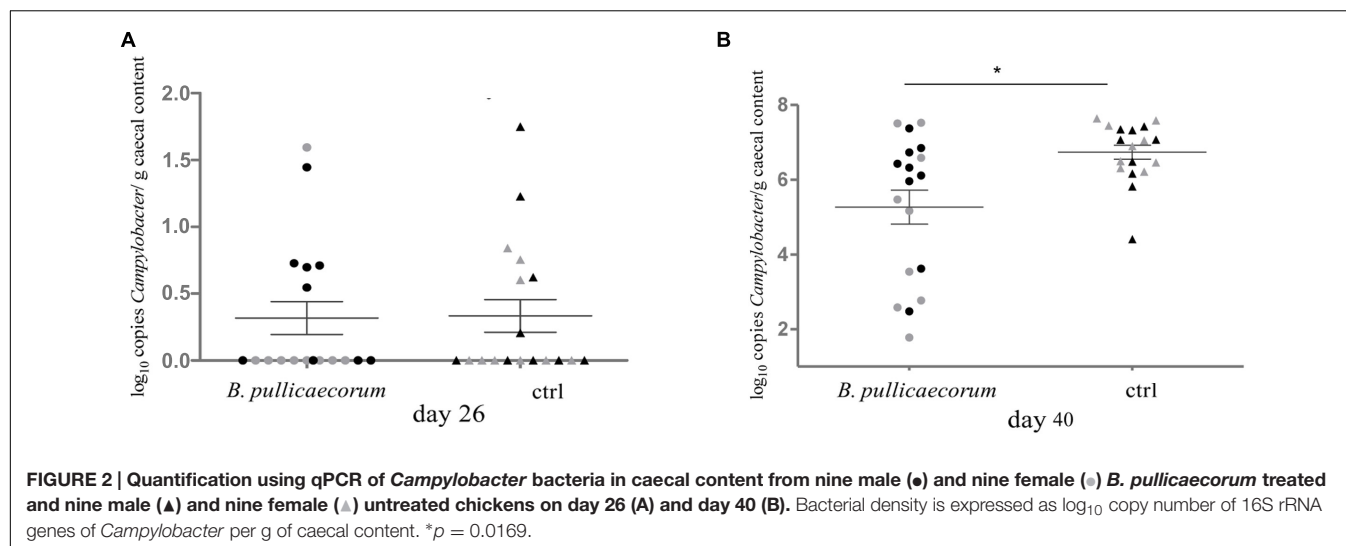 A
log₁₀ copies Campylobacter/ g caecal content
2.0
1.5
1.0
0.5
0.0
B. pullicaecorum
ctrl
day 26
B
log₁₀ copies Campylobacter/g caecal content
*
8
6
4
2
B. pullicaecorum
ctrl
day 40
FIGURE 2 | Quantification using qPCR of Campylobacter bacteria in caecal content from nine male (●) and nine female (●) B. pullicaecorum treated
and nine male (▲) and nine female (▲) untreated chickens on day 26 (A) and day 40 (B). Bacterial density is expressed as log₁₀ copy number of 16S rRNA
genes of Campylobacter per g of caecal content. *p = 0.0169.